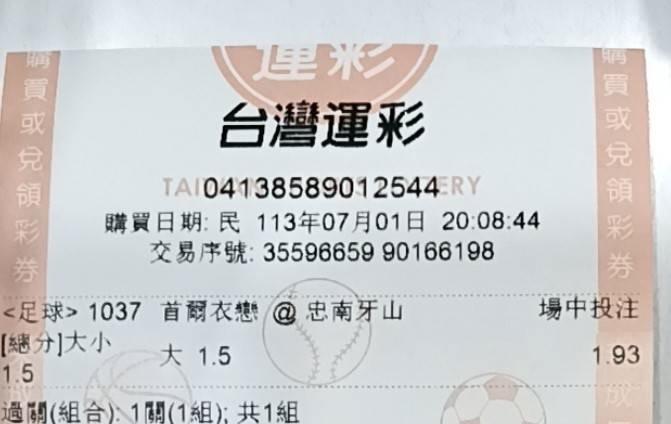 運彩
台灣運彩
TAIWAN SPORTS LOTTERY
04138589012544
購買日期: 民 113年07月01日 20:08:44
交易序號: 35596659 90166198
<足球> 1037 首爾衣戀 @ 忠南牙山 場中投注
[總分]大小 大 1.5 1.93
1.5
過關(組合): 1關(1組); 共1組
購買或兌領彩券
購買或兌領彩券